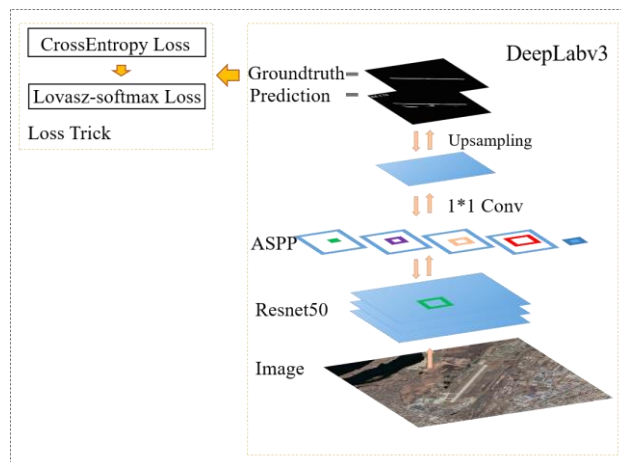 CrossEntropy Loss
Lovasz-softmax Loss
Loss Trick
DeepLabv3
Groundtruth
Prediction
Upsampling
1*1 Conv
ASPP
Resnet50
Image